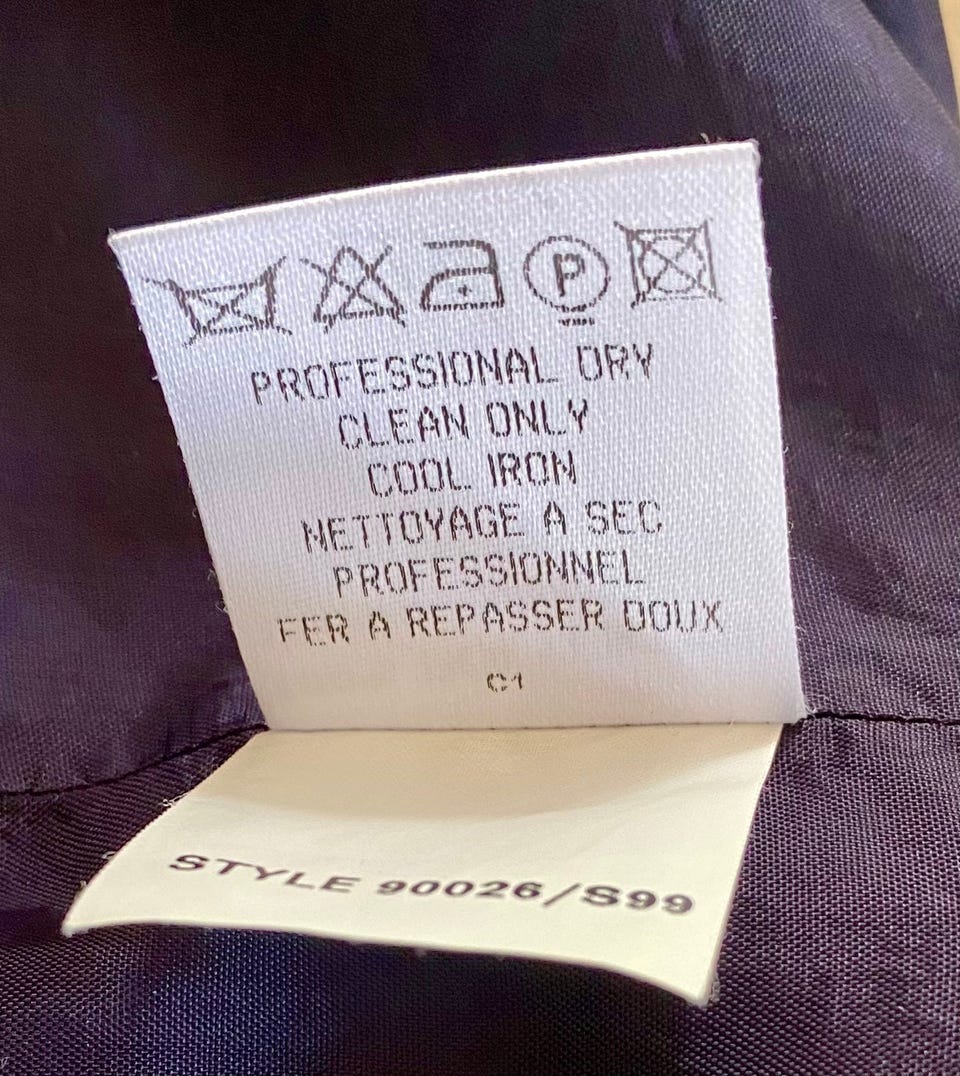 P
PROFESSIONAL DRY
CLEAN ONLY
COOL IRON
NETTOYAGE A SEC
PROFESSIONNEL
FER A REPASSER DOUX
C1
STYLE 90026/S99